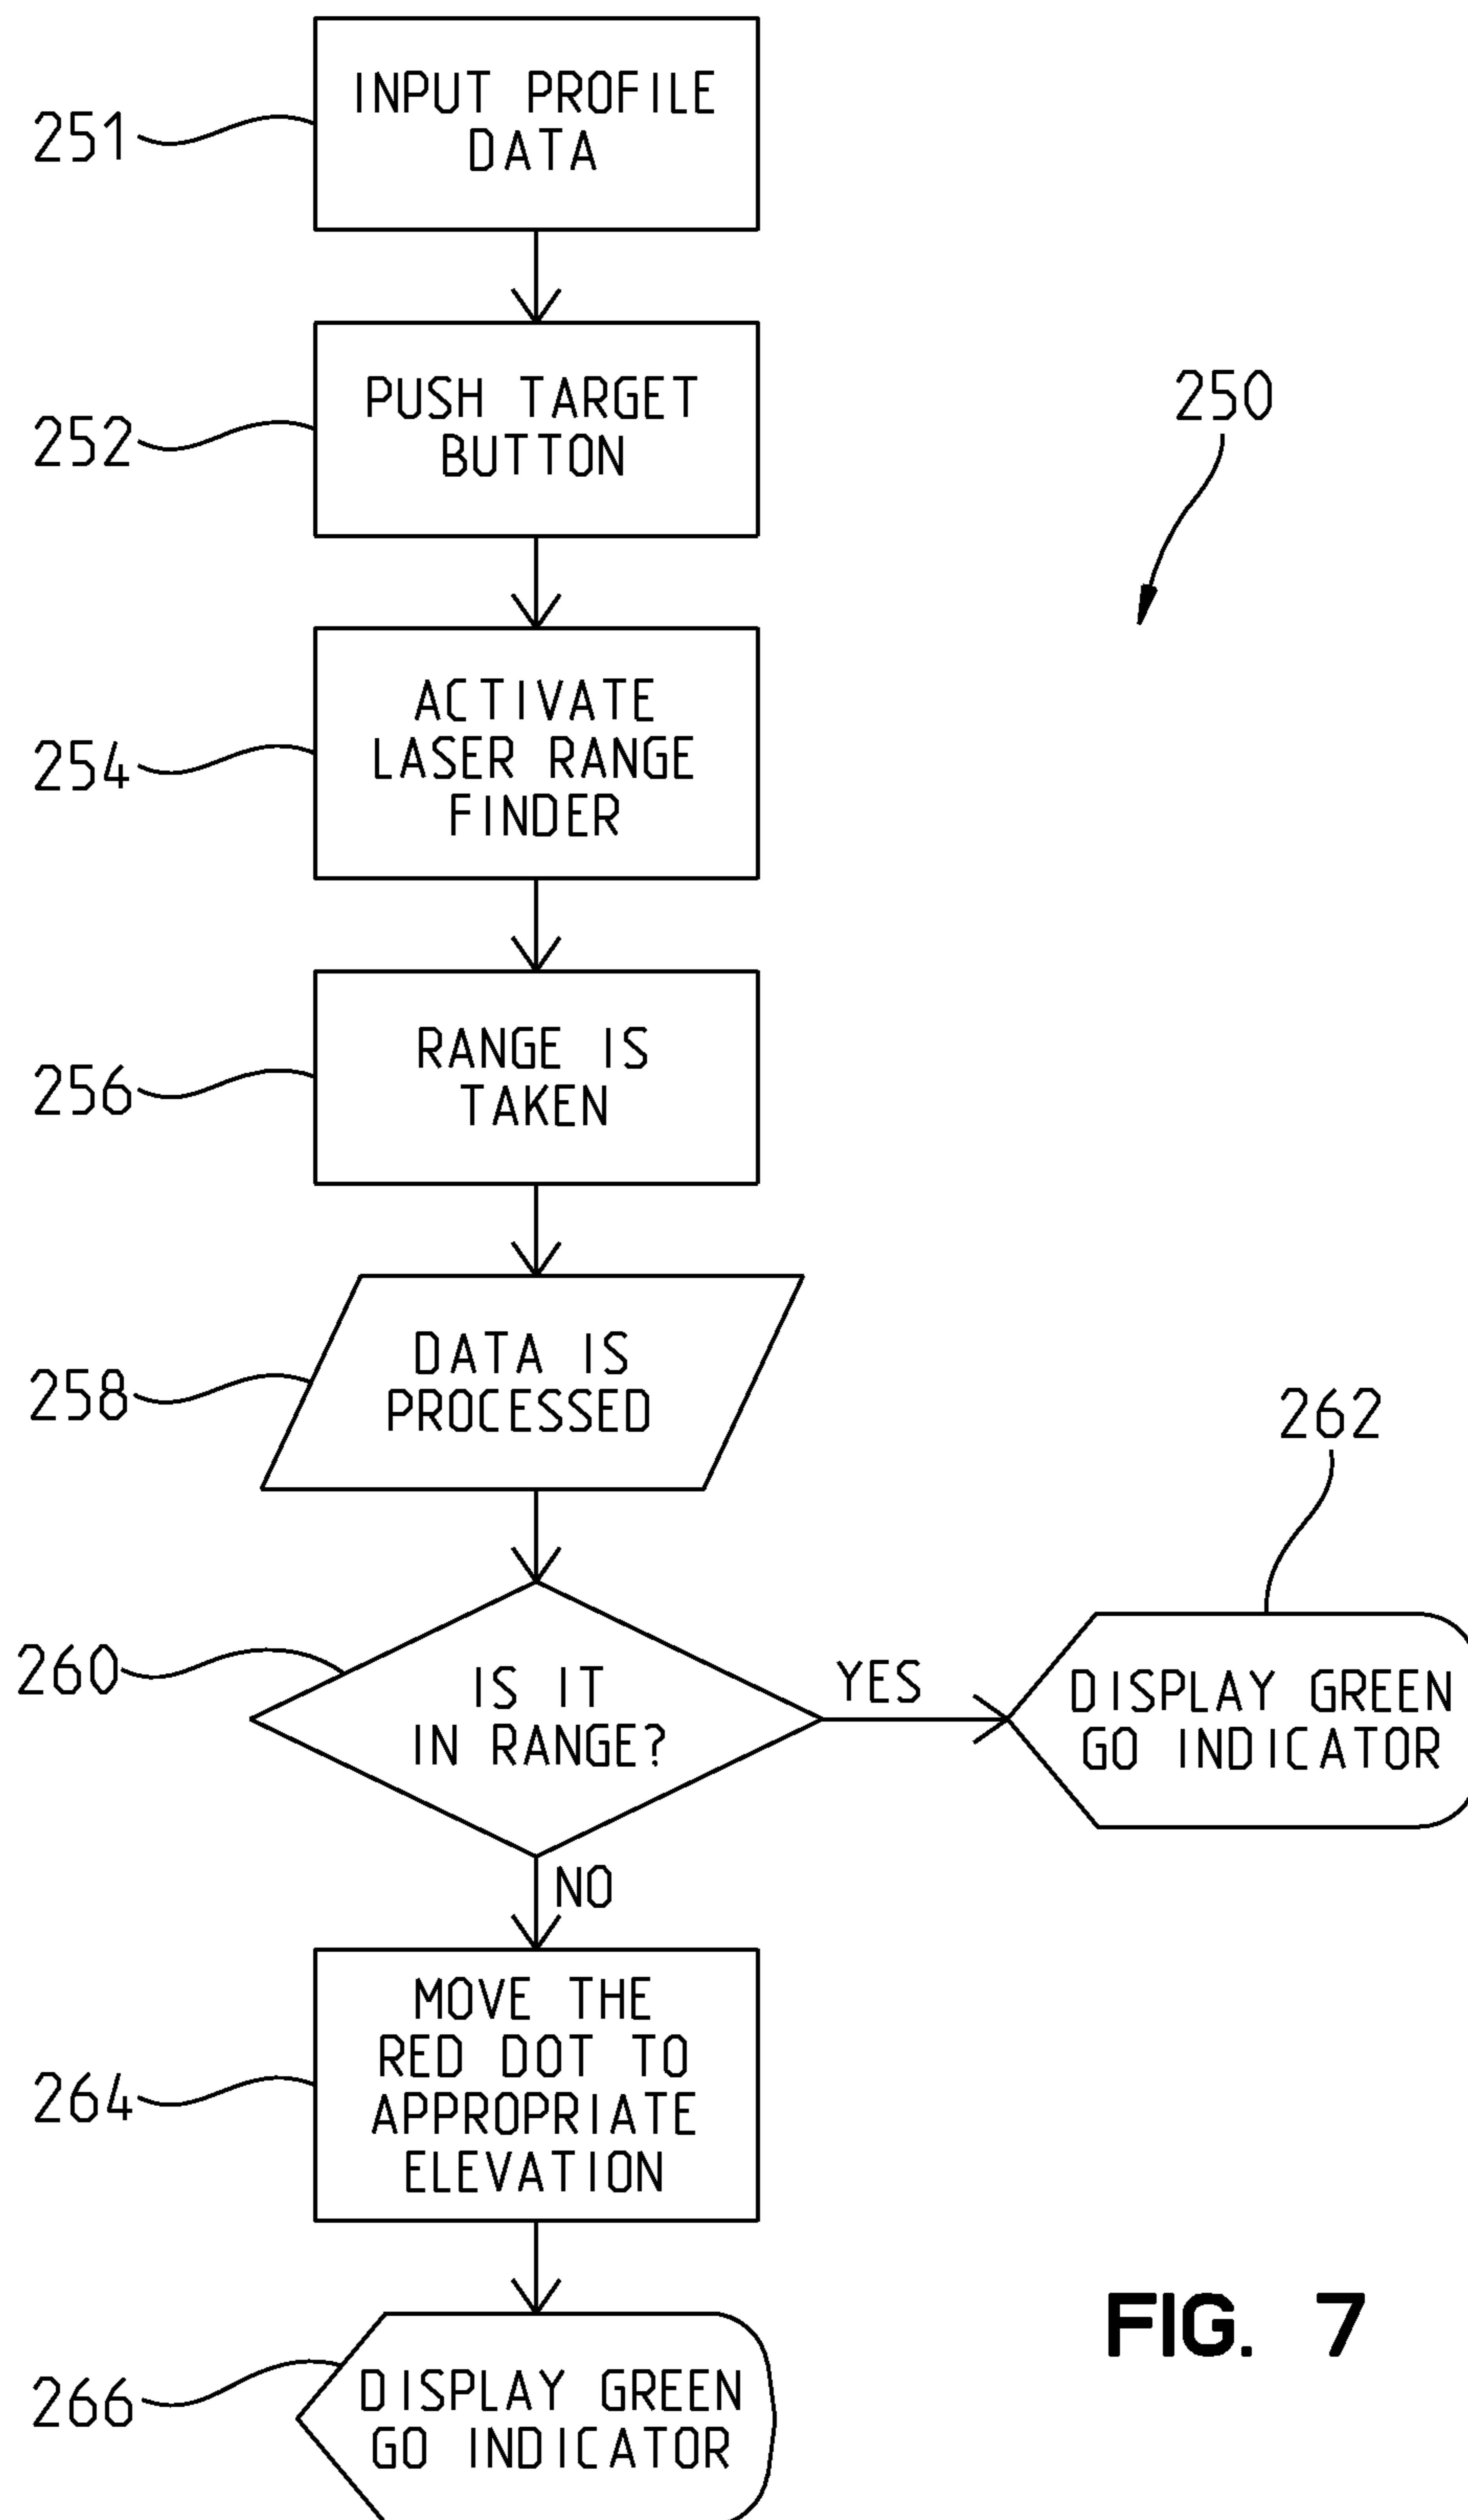 INPUT PROFILE
DATA
251
PUSH TARGET
BUTTON
252
250
ACTIVATE
LASER RANGE
FINDER
254
RANGE IS
TAKEN
256
DATA IS
PROCESSED
258
262
260
IS IT
IN RANGE?
YES
DISPLAY GREEN
GO INDICATOR
NO
MOVE THE
RED DOT TO
APPROPRIATE
ELEVATION
264
FIG. 7
266
DISPLAY GREEN
GO INDICATOR